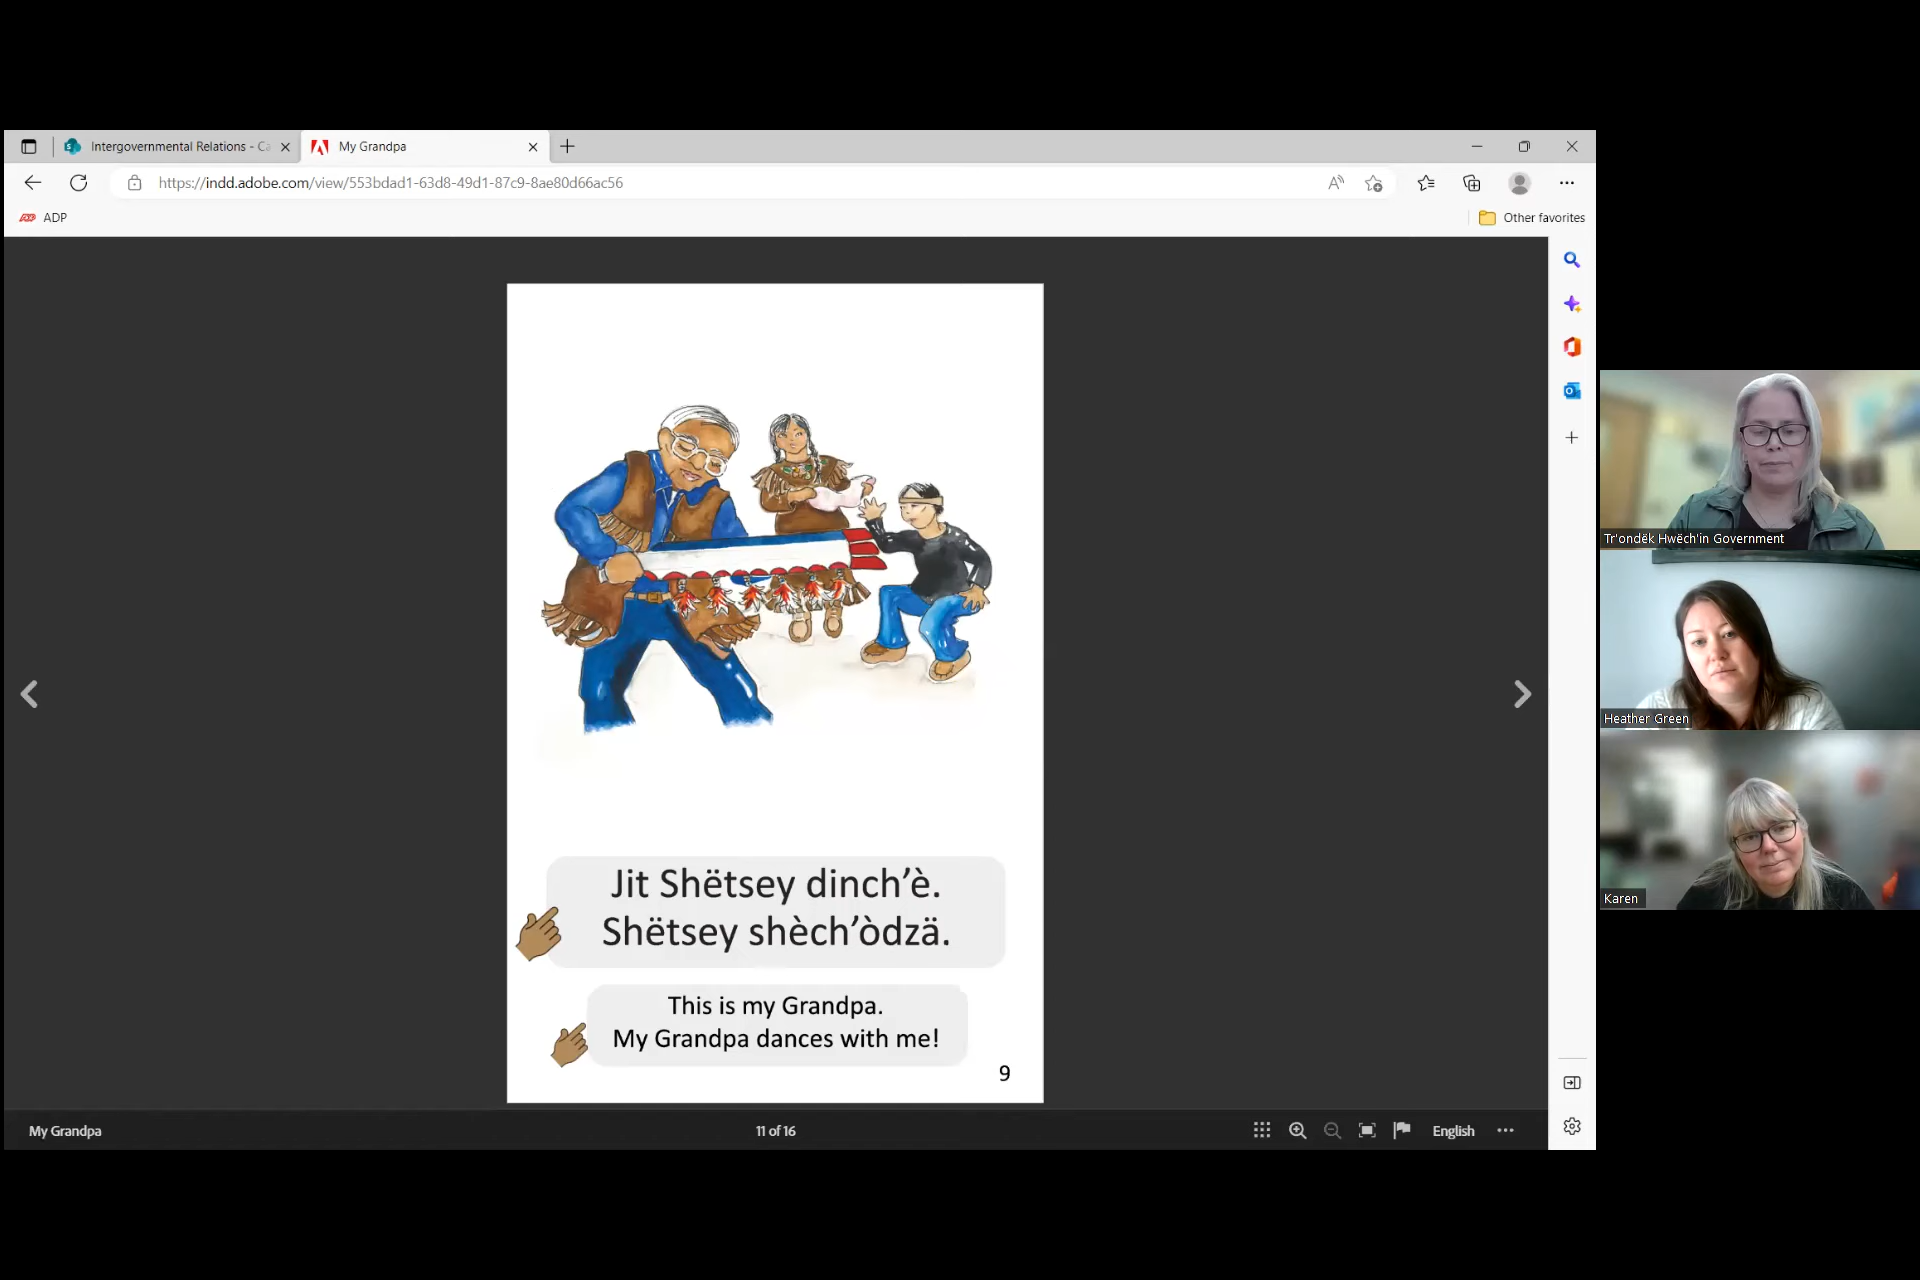 Intergovernmental Relations - Ca
My Grandpa
https://indd.adobe.com/view/553bdad1-63d8-49d1-87c9-8ae80d66ac56
ADP
Other favorites
Jit Shëtsey dinch’è.
Shëtsey shèch’òdzä.
This is my Grandpa.
My Grandpa dances with me!
9
My Grandpa
11 of 16
English
Tr'ondëk Hwëch'in Government
Heather Green
Karen